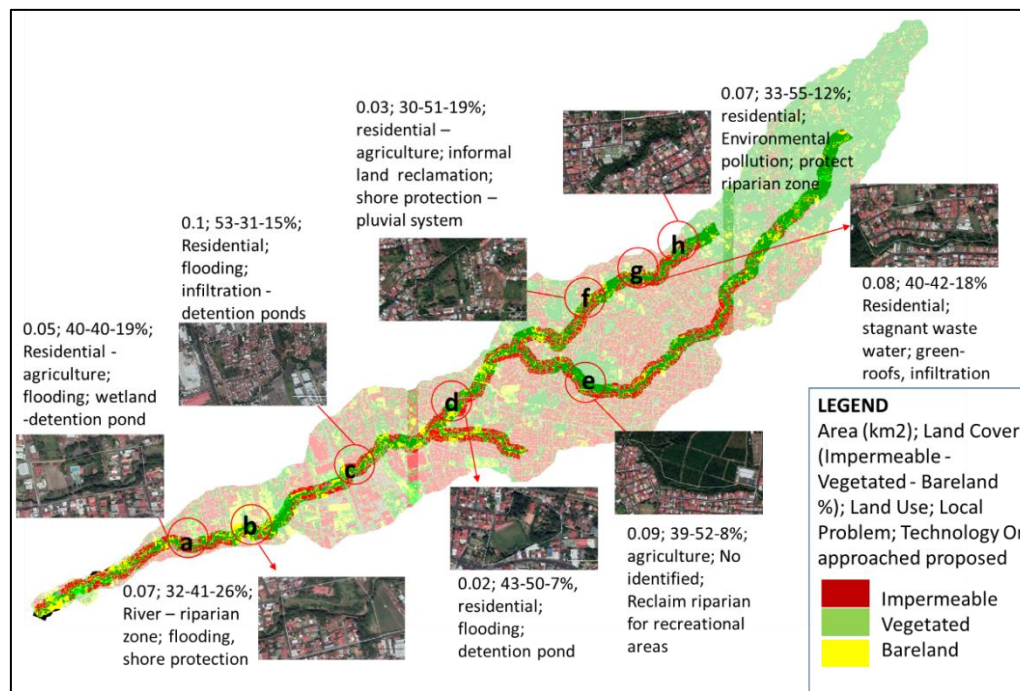 0.03; 30-51-19%;
residential –
agriculture; informal
land reclamation;
shore protection –
pluvial system
0.07; 33-55-12%;
residential;
Environmental
pollution; protect
riparian zone
0.1; 53-31-15%;
Residential;
flooding;
infiltration -
detention ponds
0.05; 40-40-19%;
Residential -
agriculture;
flooding; wetland
-detention pond
0.08; 40-42-18%
Residential;
stagnant waste
water; green-
roofs, infiltration
h
g
f
e
d
c
b
a
0.07; 32-41-26%;
River – riparian
zone; flooding,
shore protection
0.02; 43-50-7%,
residential;
flooding;
detention pond
0.09; 39-52-8%;
agriculture; No
identified;
Reclaim riparian
for recreational
areas
LEGEND
Area (km2); Land Cover
(Impermeable -
Vegetated - Bareland
%); Land Use; Local
Problem; Technology Or
approached proposed
Impermeable
Vegetated
Bareland